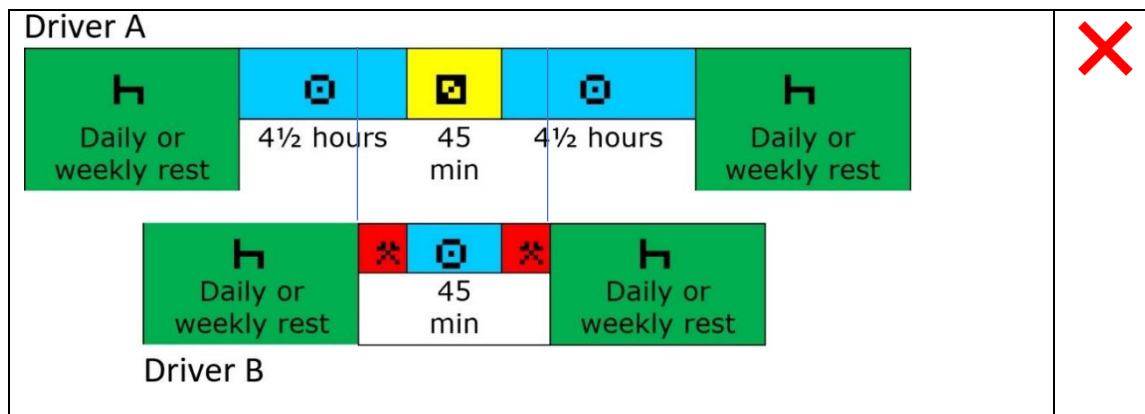 Driver A
Daily or
weekly rest
4½ hours
45
min
4½ hours
Daily or
weekly rest
Daily or
weekly rest
45
min
Daily or
weekly rest
Driver B